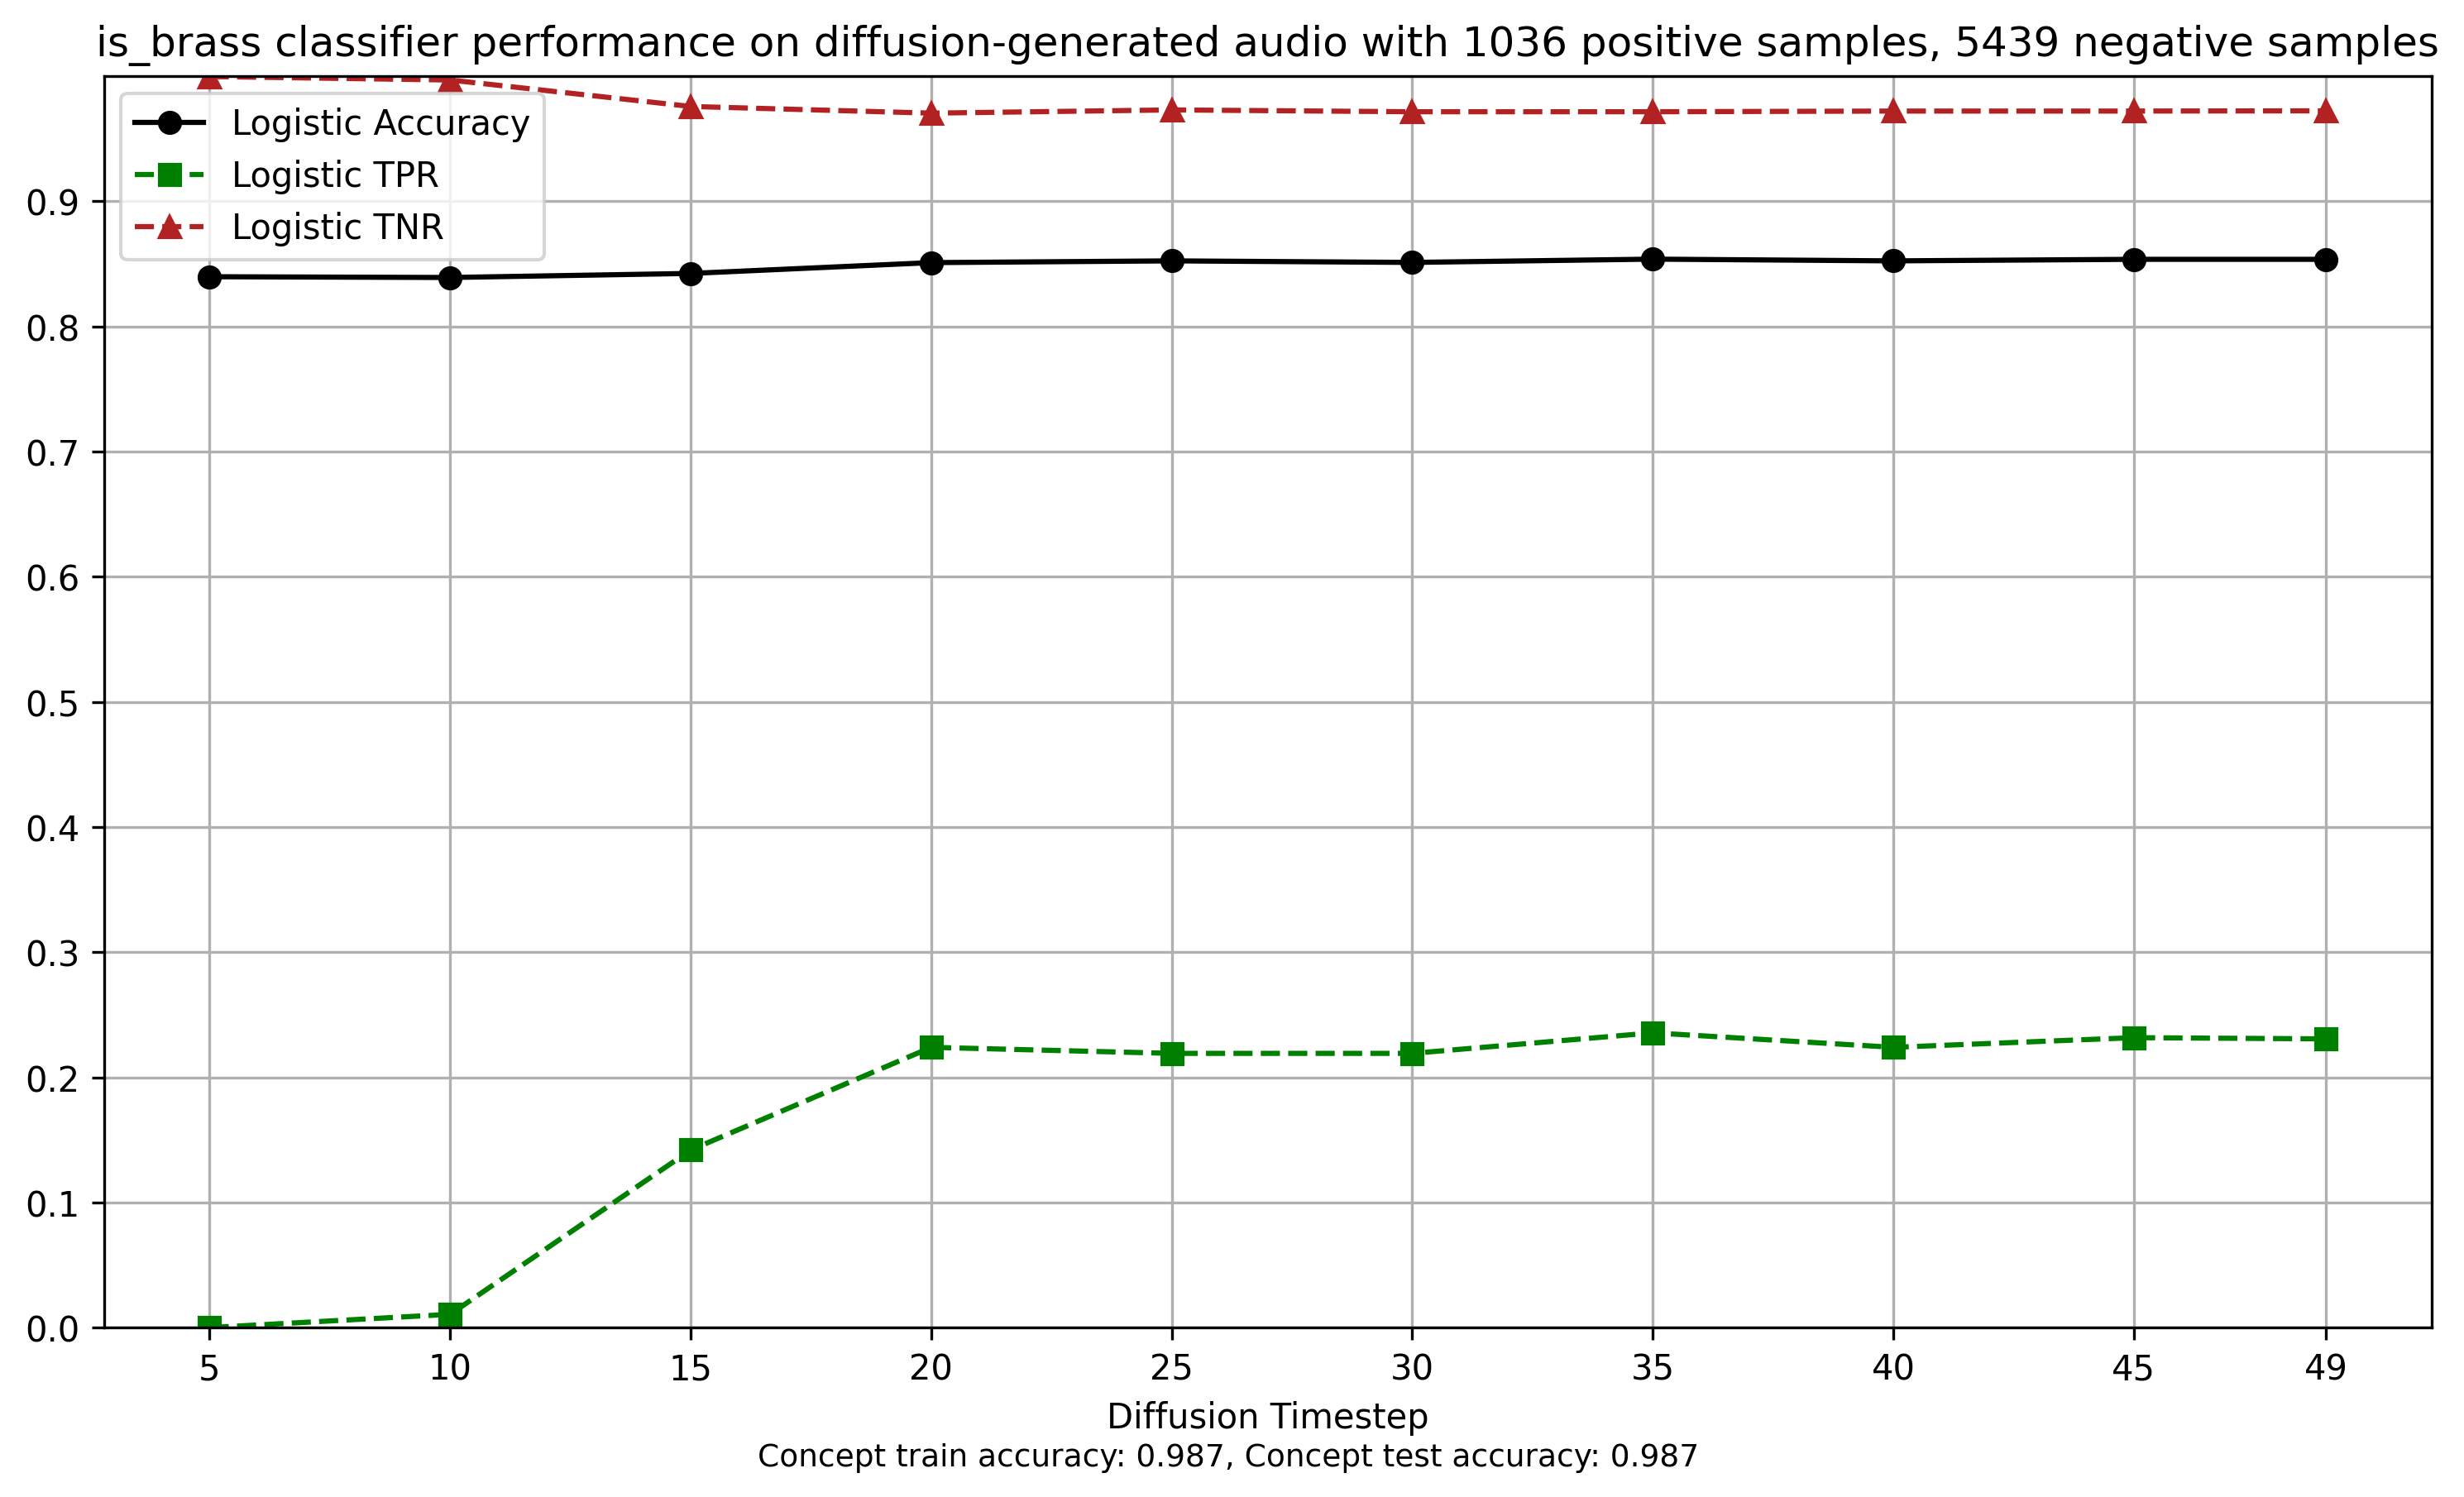 is_brass classifier performance on diffusion-generated audio with 1036 positive samples, 5439 negative samples
Logistic Accuracy
Logistic TPR
Logistic TNR
0.9
0.8
0.7
0.6
0.5
0.4
0.3
0.2
0.1
0.0
5 10 15 20 25 30 35 40 45 49
Diffusion Timestep
Concept train accuracy: 0.987, Concept test accuracy: 0.987